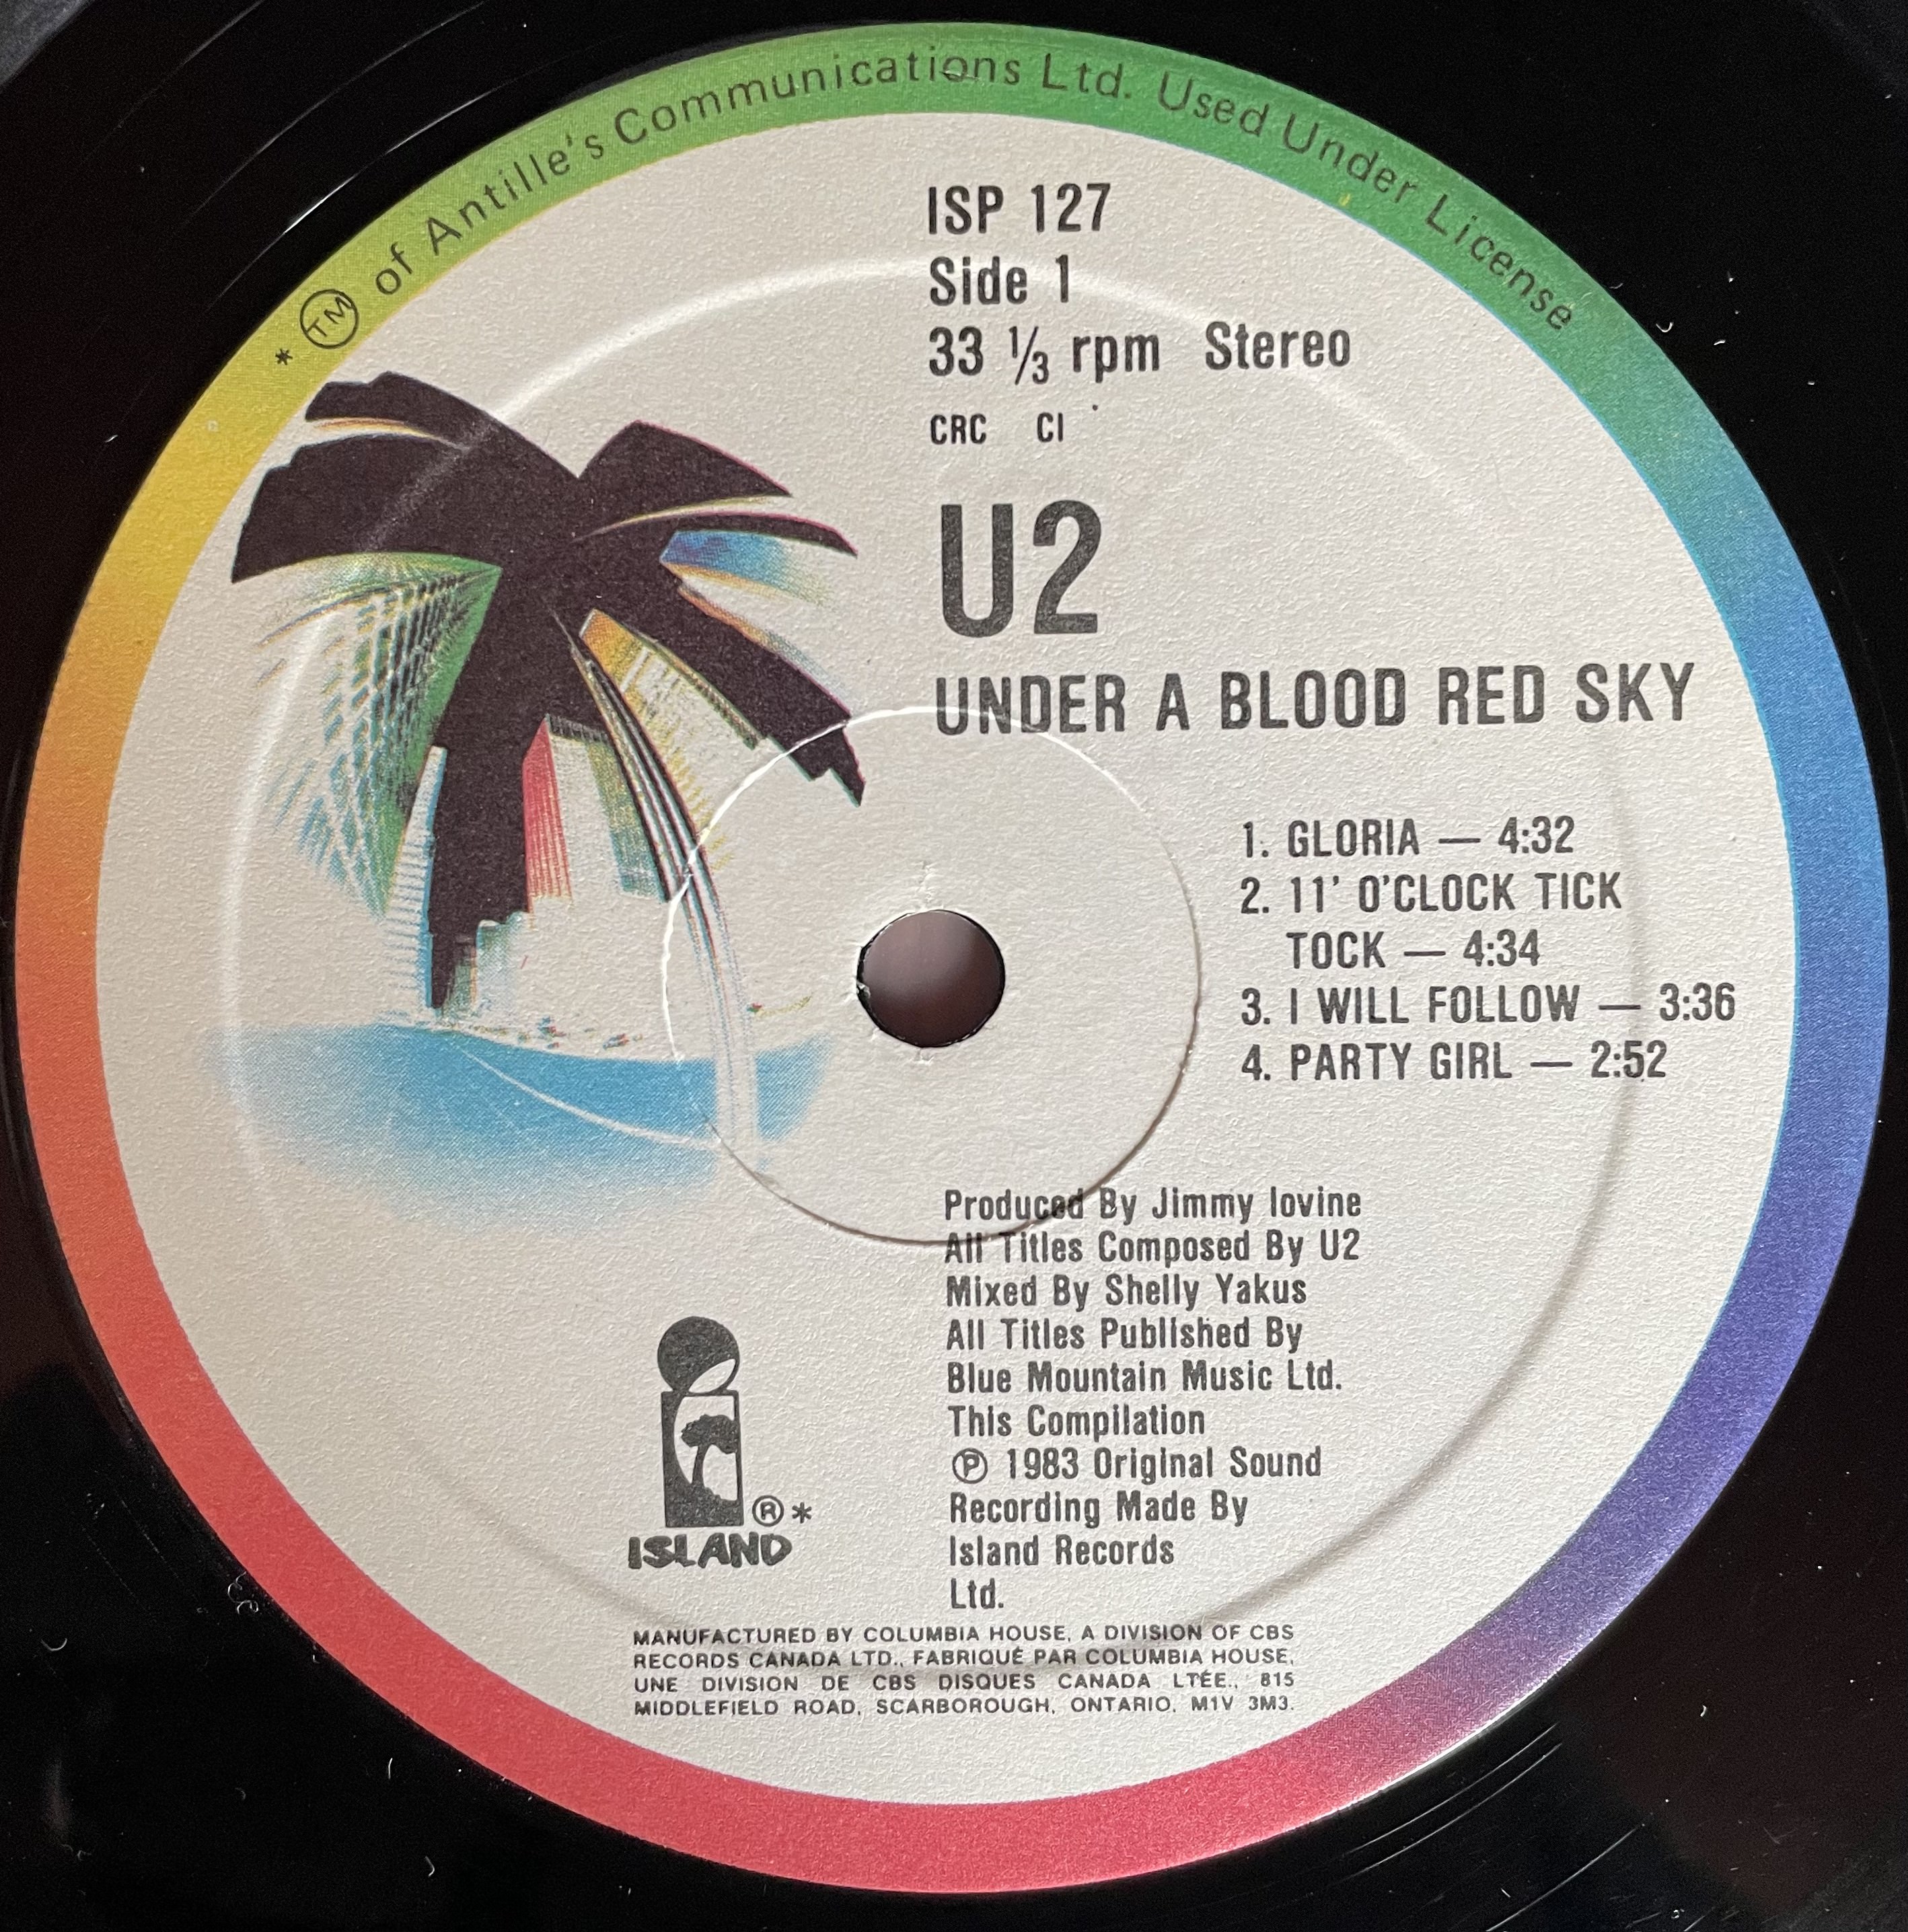 * TM of Antille's Communications Ltd. Used Under License
ISP 127
Side 1
33 ⅓ rpm Stereo
CRC CI
U2
UNDER A BLOOD RED SKY
1. GLORIA — 4:32
2. 11' O'CLOCK TICK
TOCK — 4:34
3. I WILL FOLLOW — 3:36
4. PARTY GIRL — 2:52
Produced By Jimmy Iovine
All Titles Composed By U2
Mixed By Shelly Yakus
All Titles Published By
Blue Mountain Music Ltd.
This Compilation
℗ 1983 Original Sound
Recording Made By
Island Records
Ltd.
®*
ISLAND
MANUFACTURED BY COLUMBIA HOUSE, A DIVISION OF CBS
RECORDS CANADA LTD., FABRIQUÉ PAR COLUMBIA HOUSE,
UNE DIVISION DE CBS DISQUES CANADA LTÉE., 815
MIDDLEFIELD ROAD, SCARBOROUGH, ONTARIO, M1V 3M3.